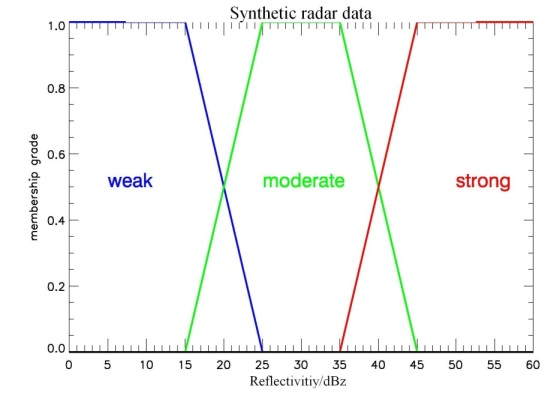 Synthetic radar data
1.0
0.8
0.6
0.4
0.2
0.0
membership grade
weak
moderate
strong
0 5 10 15 20 25 30 35 40 45 50 55 60
Reflectivitiy/dBz